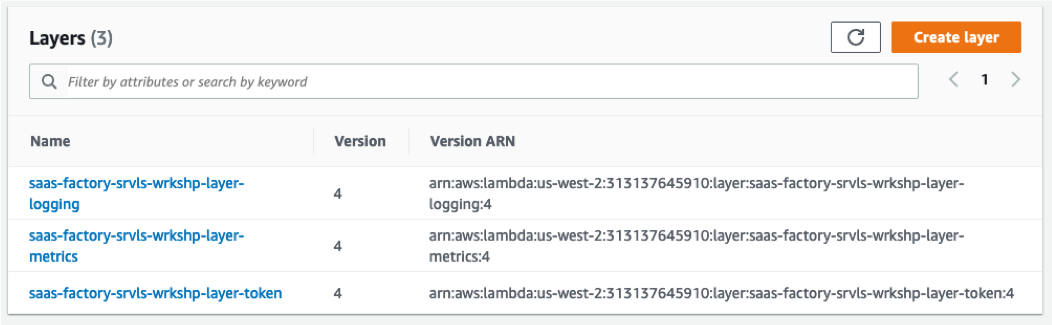 Layers (3)
Create layer
Filter by attributes or search by keyword
1
Name Version Version ARN
saas-factory-srvls-wrkshp-layer-
logging
4
arn:aws:lambda:us-west-2:313137645910:layer:saas-factory-srvls-wrkshp-layer-
logging:4
saas-factory-srvls-wrkshp-layer-
metrics
4
arn:aws:lambda:us-west-2:313137645910:layer:saas-factory-srvls-wrkshp-layer-
metrics:4
saas-factory-srvls-wrkshp-layer-token 4 arn:aws:lambda:us-west-2:313137645910:layer:saas-factory-srvls-wrkshp-layer-token:4